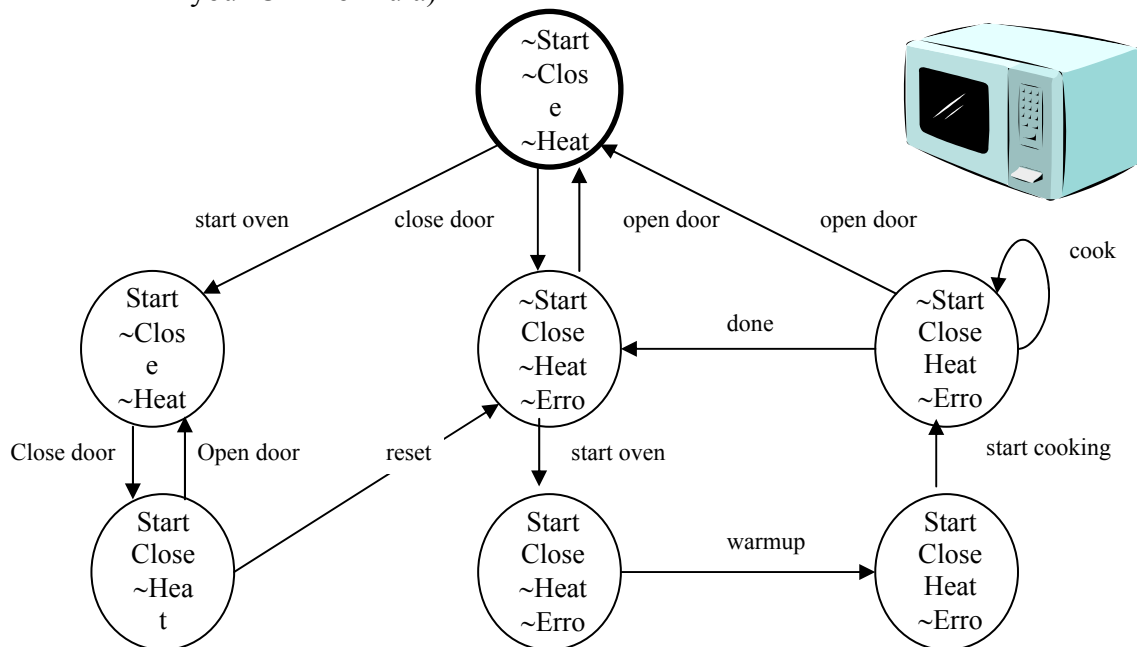 ~Start
~Clos
e
~Heat
start oven
close door
open door
open door
cook
Start
~Clos
e
~Heat
~Start
Close
~Heat
~Erro
done
~Start
Close
Heat
~Erro
Close door
Open door
reset
start oven
start cooking
Start
Close
~Hea
t
Start
Close
~Heat
~Erro
warmup
Start
Close
Heat
~Erro